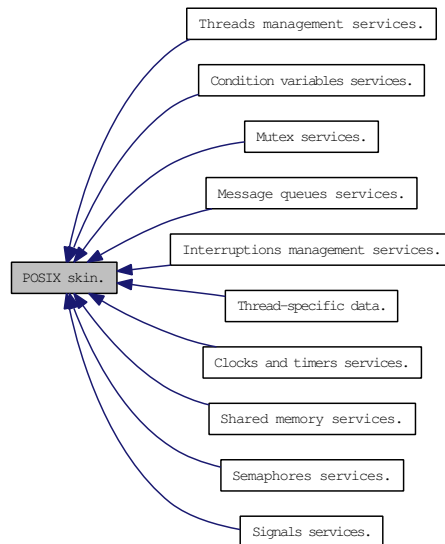 Threads management services.
Condition variables services.
Mutex services.
Message queues services.
Interruptions management services.
POSIX skin.
Thread-specific data.
Clocks and timers services.
Shared memory services.
Semaphores services.
Signals services.